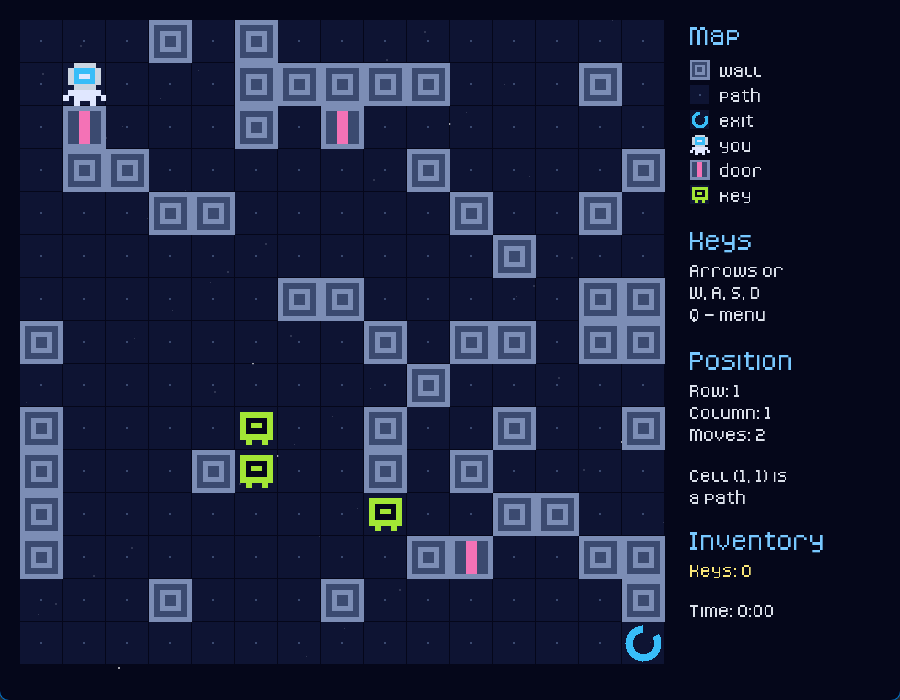 Map
wall
path
exit
you
door
key
Keys
Arrows or
W, A, S, D
Q - menu
Position
Row: 1
Column: 1
Moves: 2
Cell (1, 1) is
a path
Inventory
Keys: 0
Time: 0:00